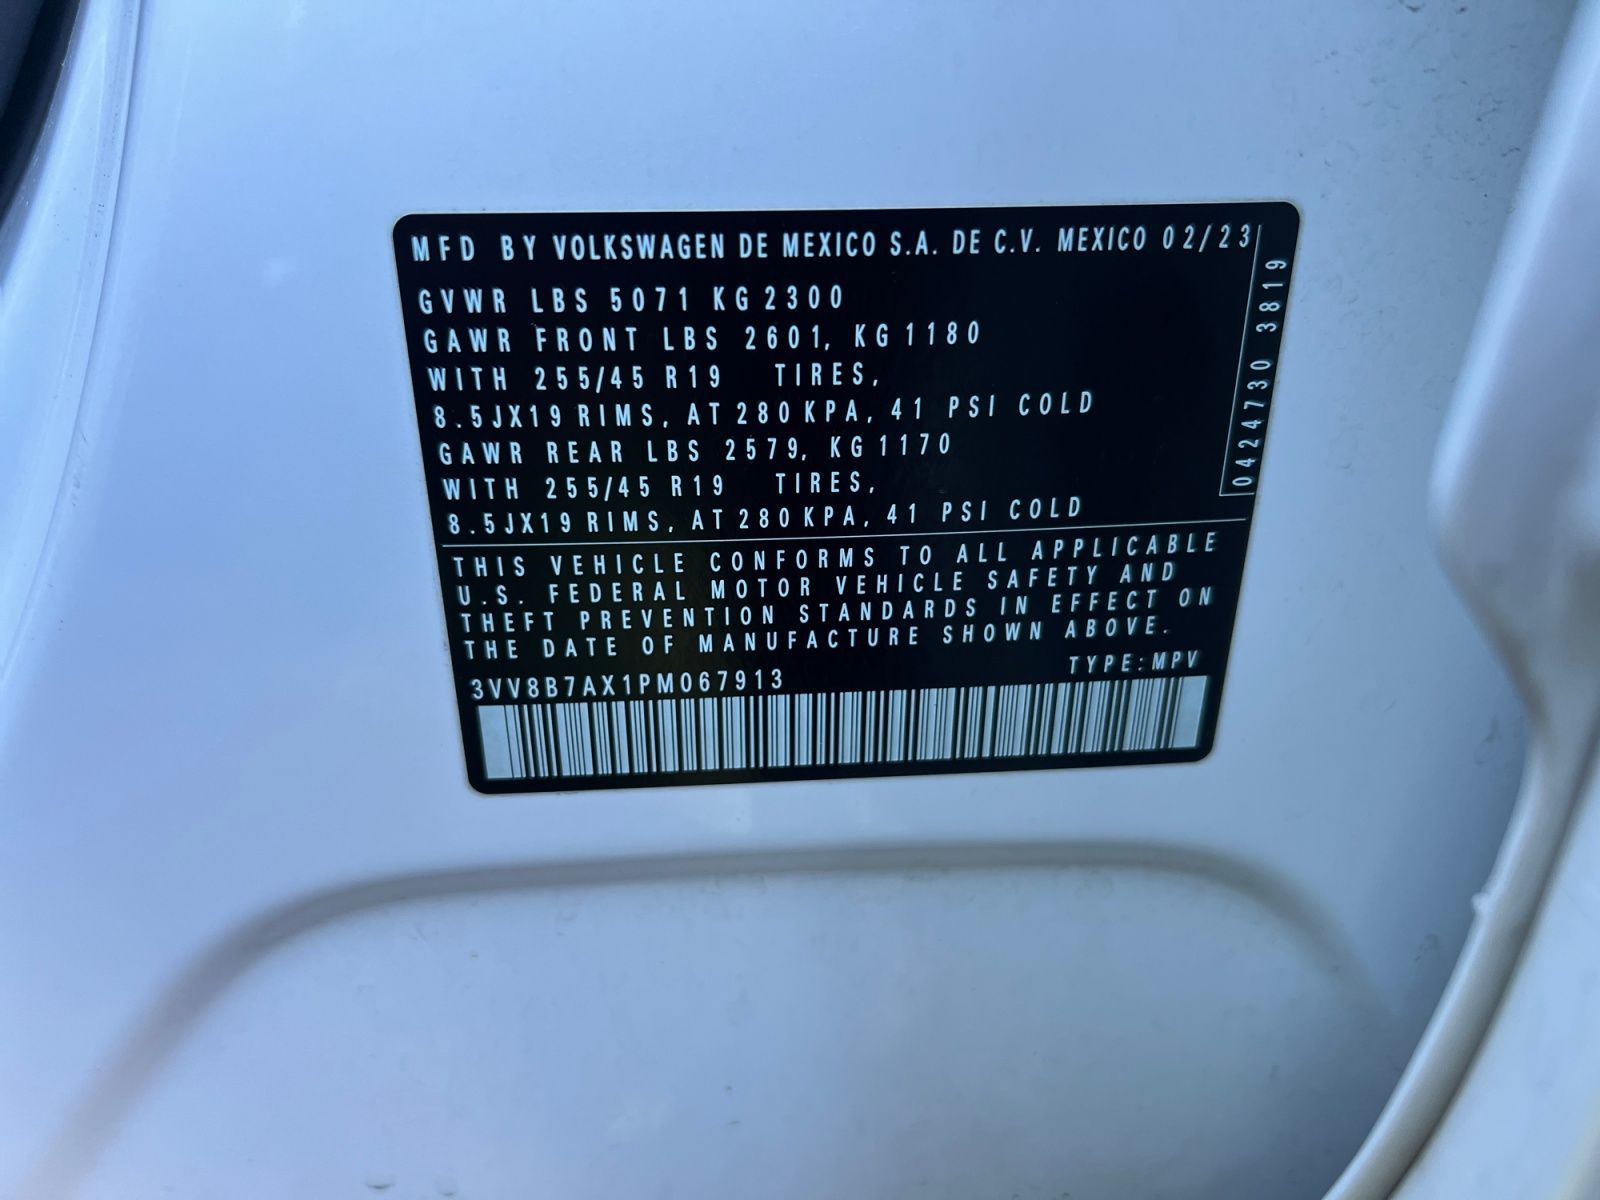 MFD BY VOLKSWAGEN DE MEXICO S.A. DE C.V. MEXICO 02/23
GVWR LBS 5071 KG 2300
GAWR FRONT LBS 2601, KG 1180
WITH 255/45 R19 TIRES,
8.5JX19 RIMS, AT 280 KPA, 41 PSI COLD
GAWR REAR LBS 2579, KG 1170
WITH 255/45 R19 TIRES,
8.5JX19 RIMS, AT 280 KPA, 41 PSI COLD
0424730 3819
THIS VEHICLE CONFORMS TO ALL APPLICABLE
U.S. FEDERAL MOTOR VEHICLE SAFETY AND
THEFT PREVENTION STANDARDS IN EFFECT ON
THE DATE OF MANUFACTURE SHOWN ABOVE.
3VV8B7AX1PM067913 TYPE:MPV